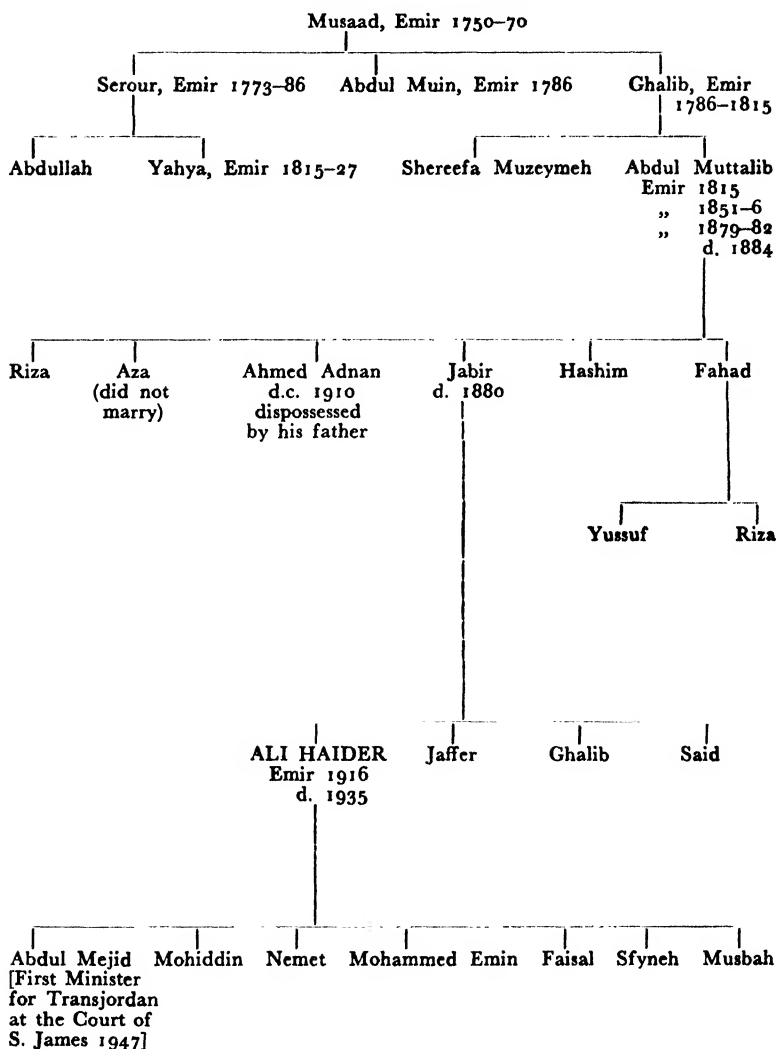 Musaad, Emir 1750–70
Serour, Emir 1773–86 Abdul Muin, Emir 1786 Ghalib, Emir
1786–1815
Abdullah Yahya, Emir 1815–27 Shereefa Muzeymeh Abdul Muttalib
Emir 1815
„ 1851–6
„ 1879–82
d. 1884
Riza Aza Ahmed Adnan Jabir Hashim Fahad
(did not d.c. 1910 d. 1880
marry) dispossessed
by his father
Yussuf Riza
ALI HAIDER Jaffer Ghalib Said
Emir 1916
d. 1935
Abdul Mejid Mohiddin Nemet Mohammed Emin Faisal Sfyneh Musbah
[First Minister
for Transjordan
at the Court of
S. James 1947]